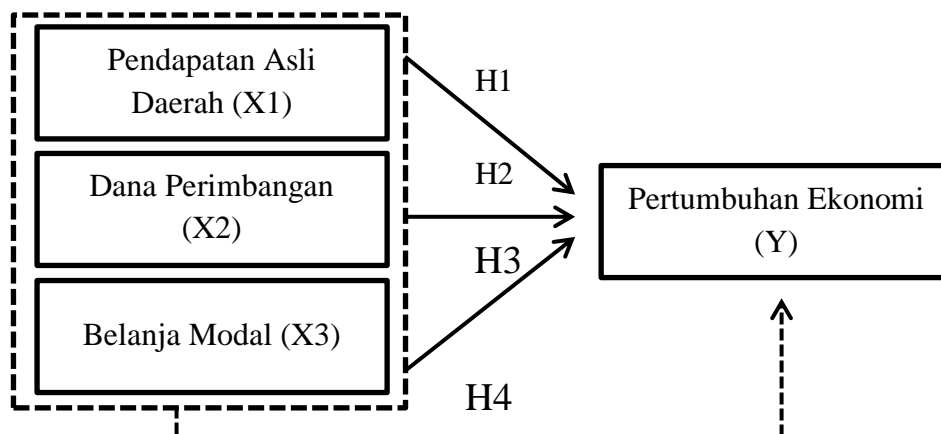 Pendapatan Asli
Daerah (X1)
H1
Dana Perimbangan
(X2)
H2
Pertumbuhan Ekonomi
(Y)
H3
Belanja Modal (X3)
H4